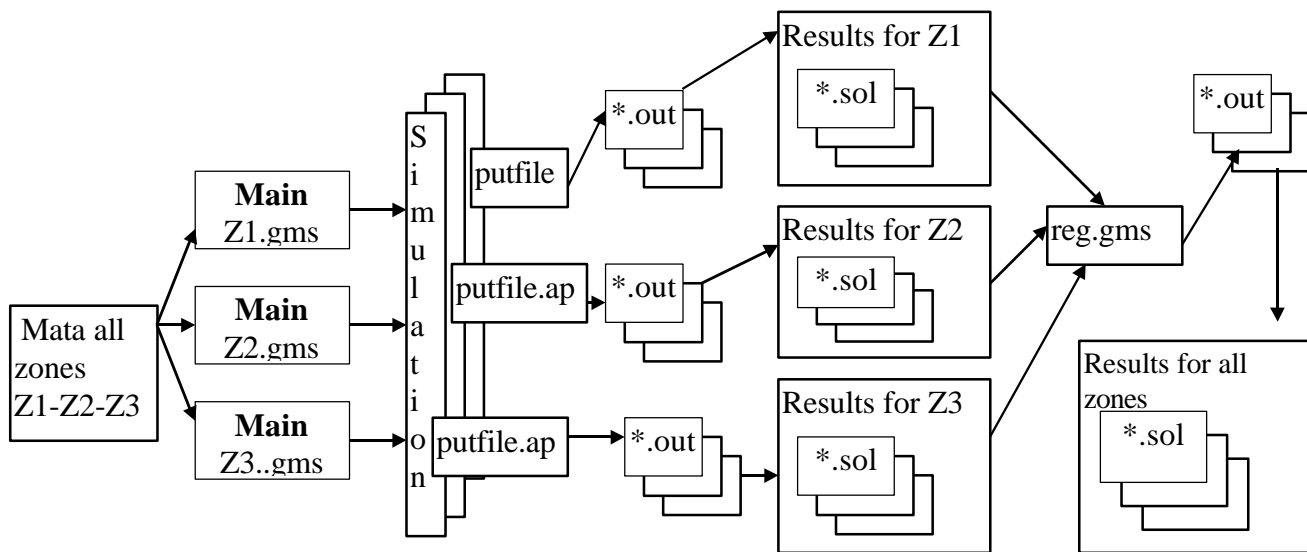 Mata all
zones
Z1-Z2-Z3
Main
Z1.gms
Main
Z2.gms
Main
Z3..gms
Simulation
putfile
putfile.ap
putfile.ap
*.out
*.out
*.out
Results for Z1
*.sol
Results for Z2
*.sol
Results for Z3
*.sol
reg.gms
*.out
Results for all
zones
*.sol